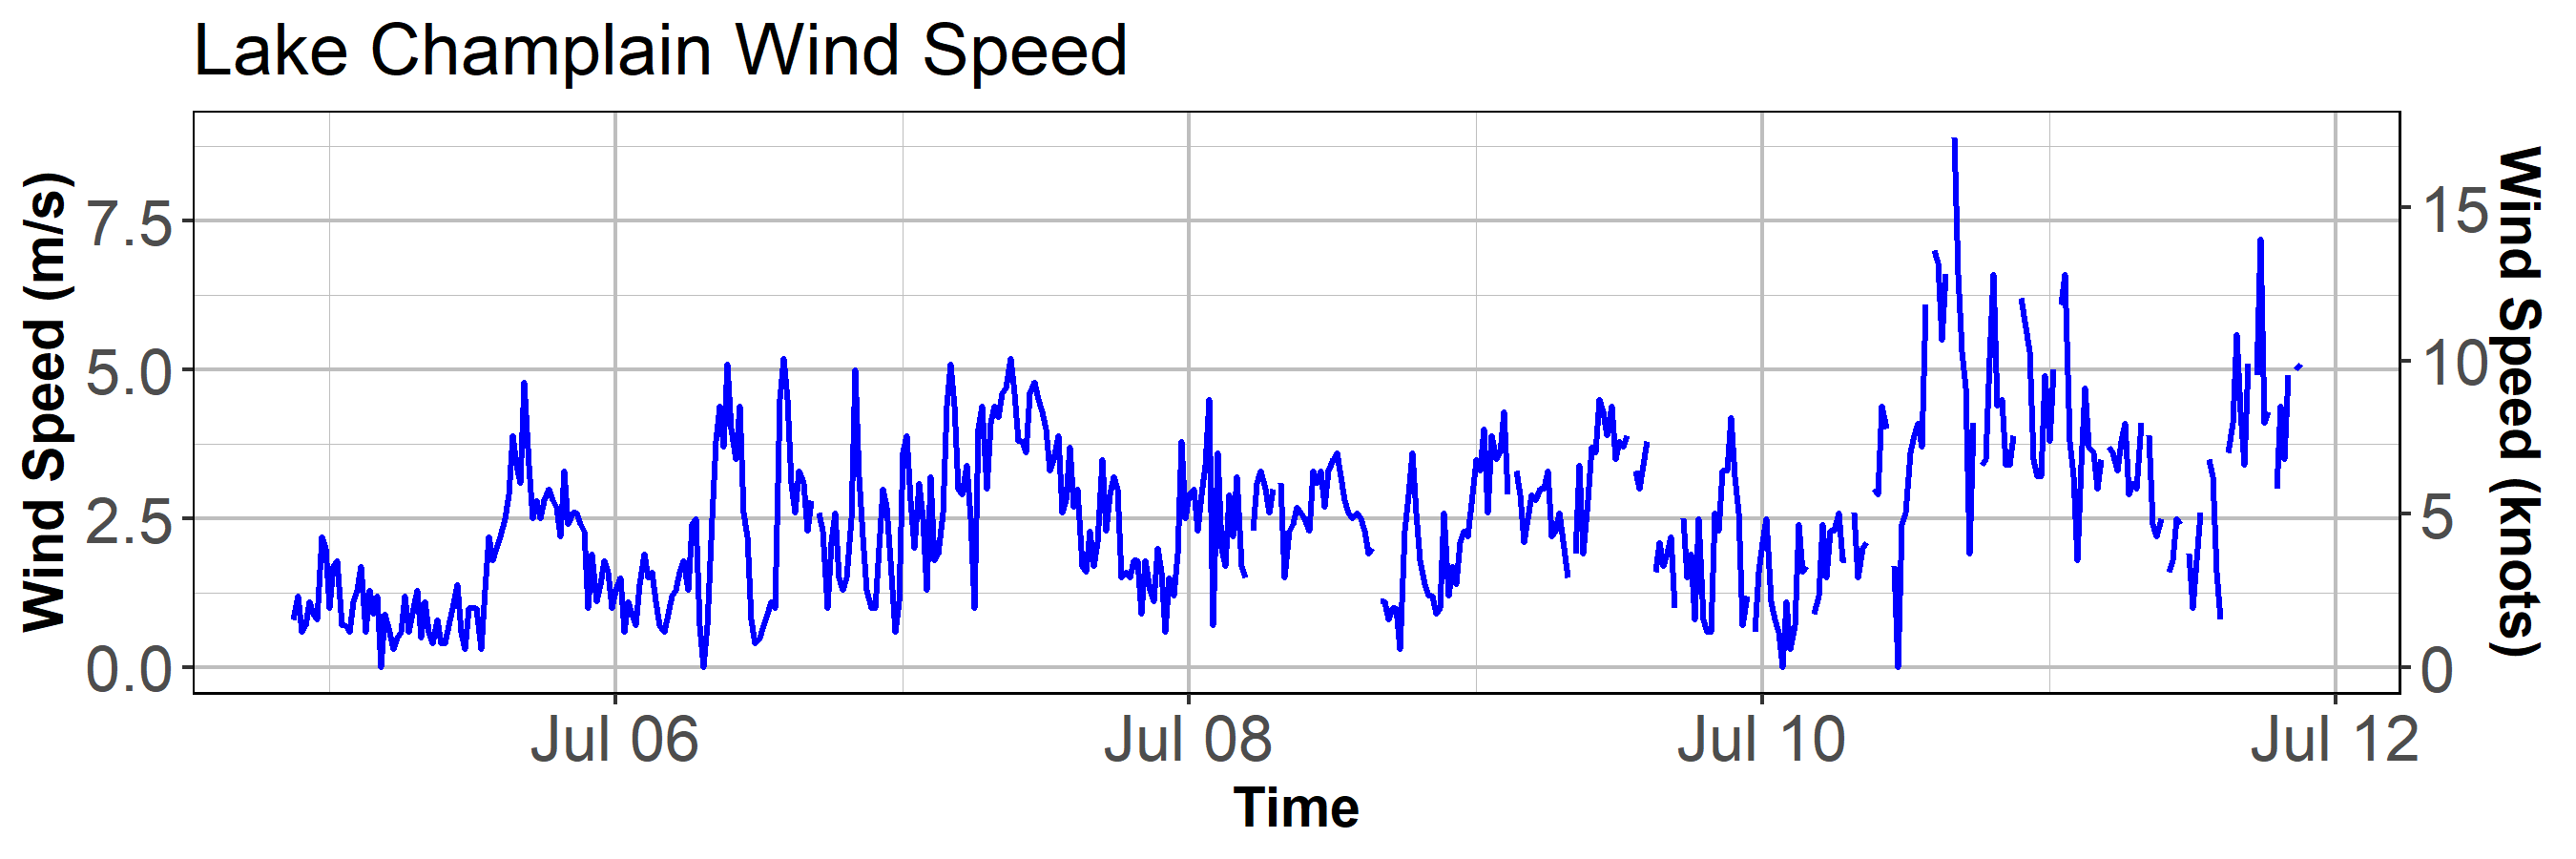 Lake Champlain Wind Speed
Wind Speed (m/s)
7.5
5.0
2.5
0.0
15
10
5
0
Wind Speed (knots)
Jul 06
Jul 08
Jul 10
Jul 12
Time